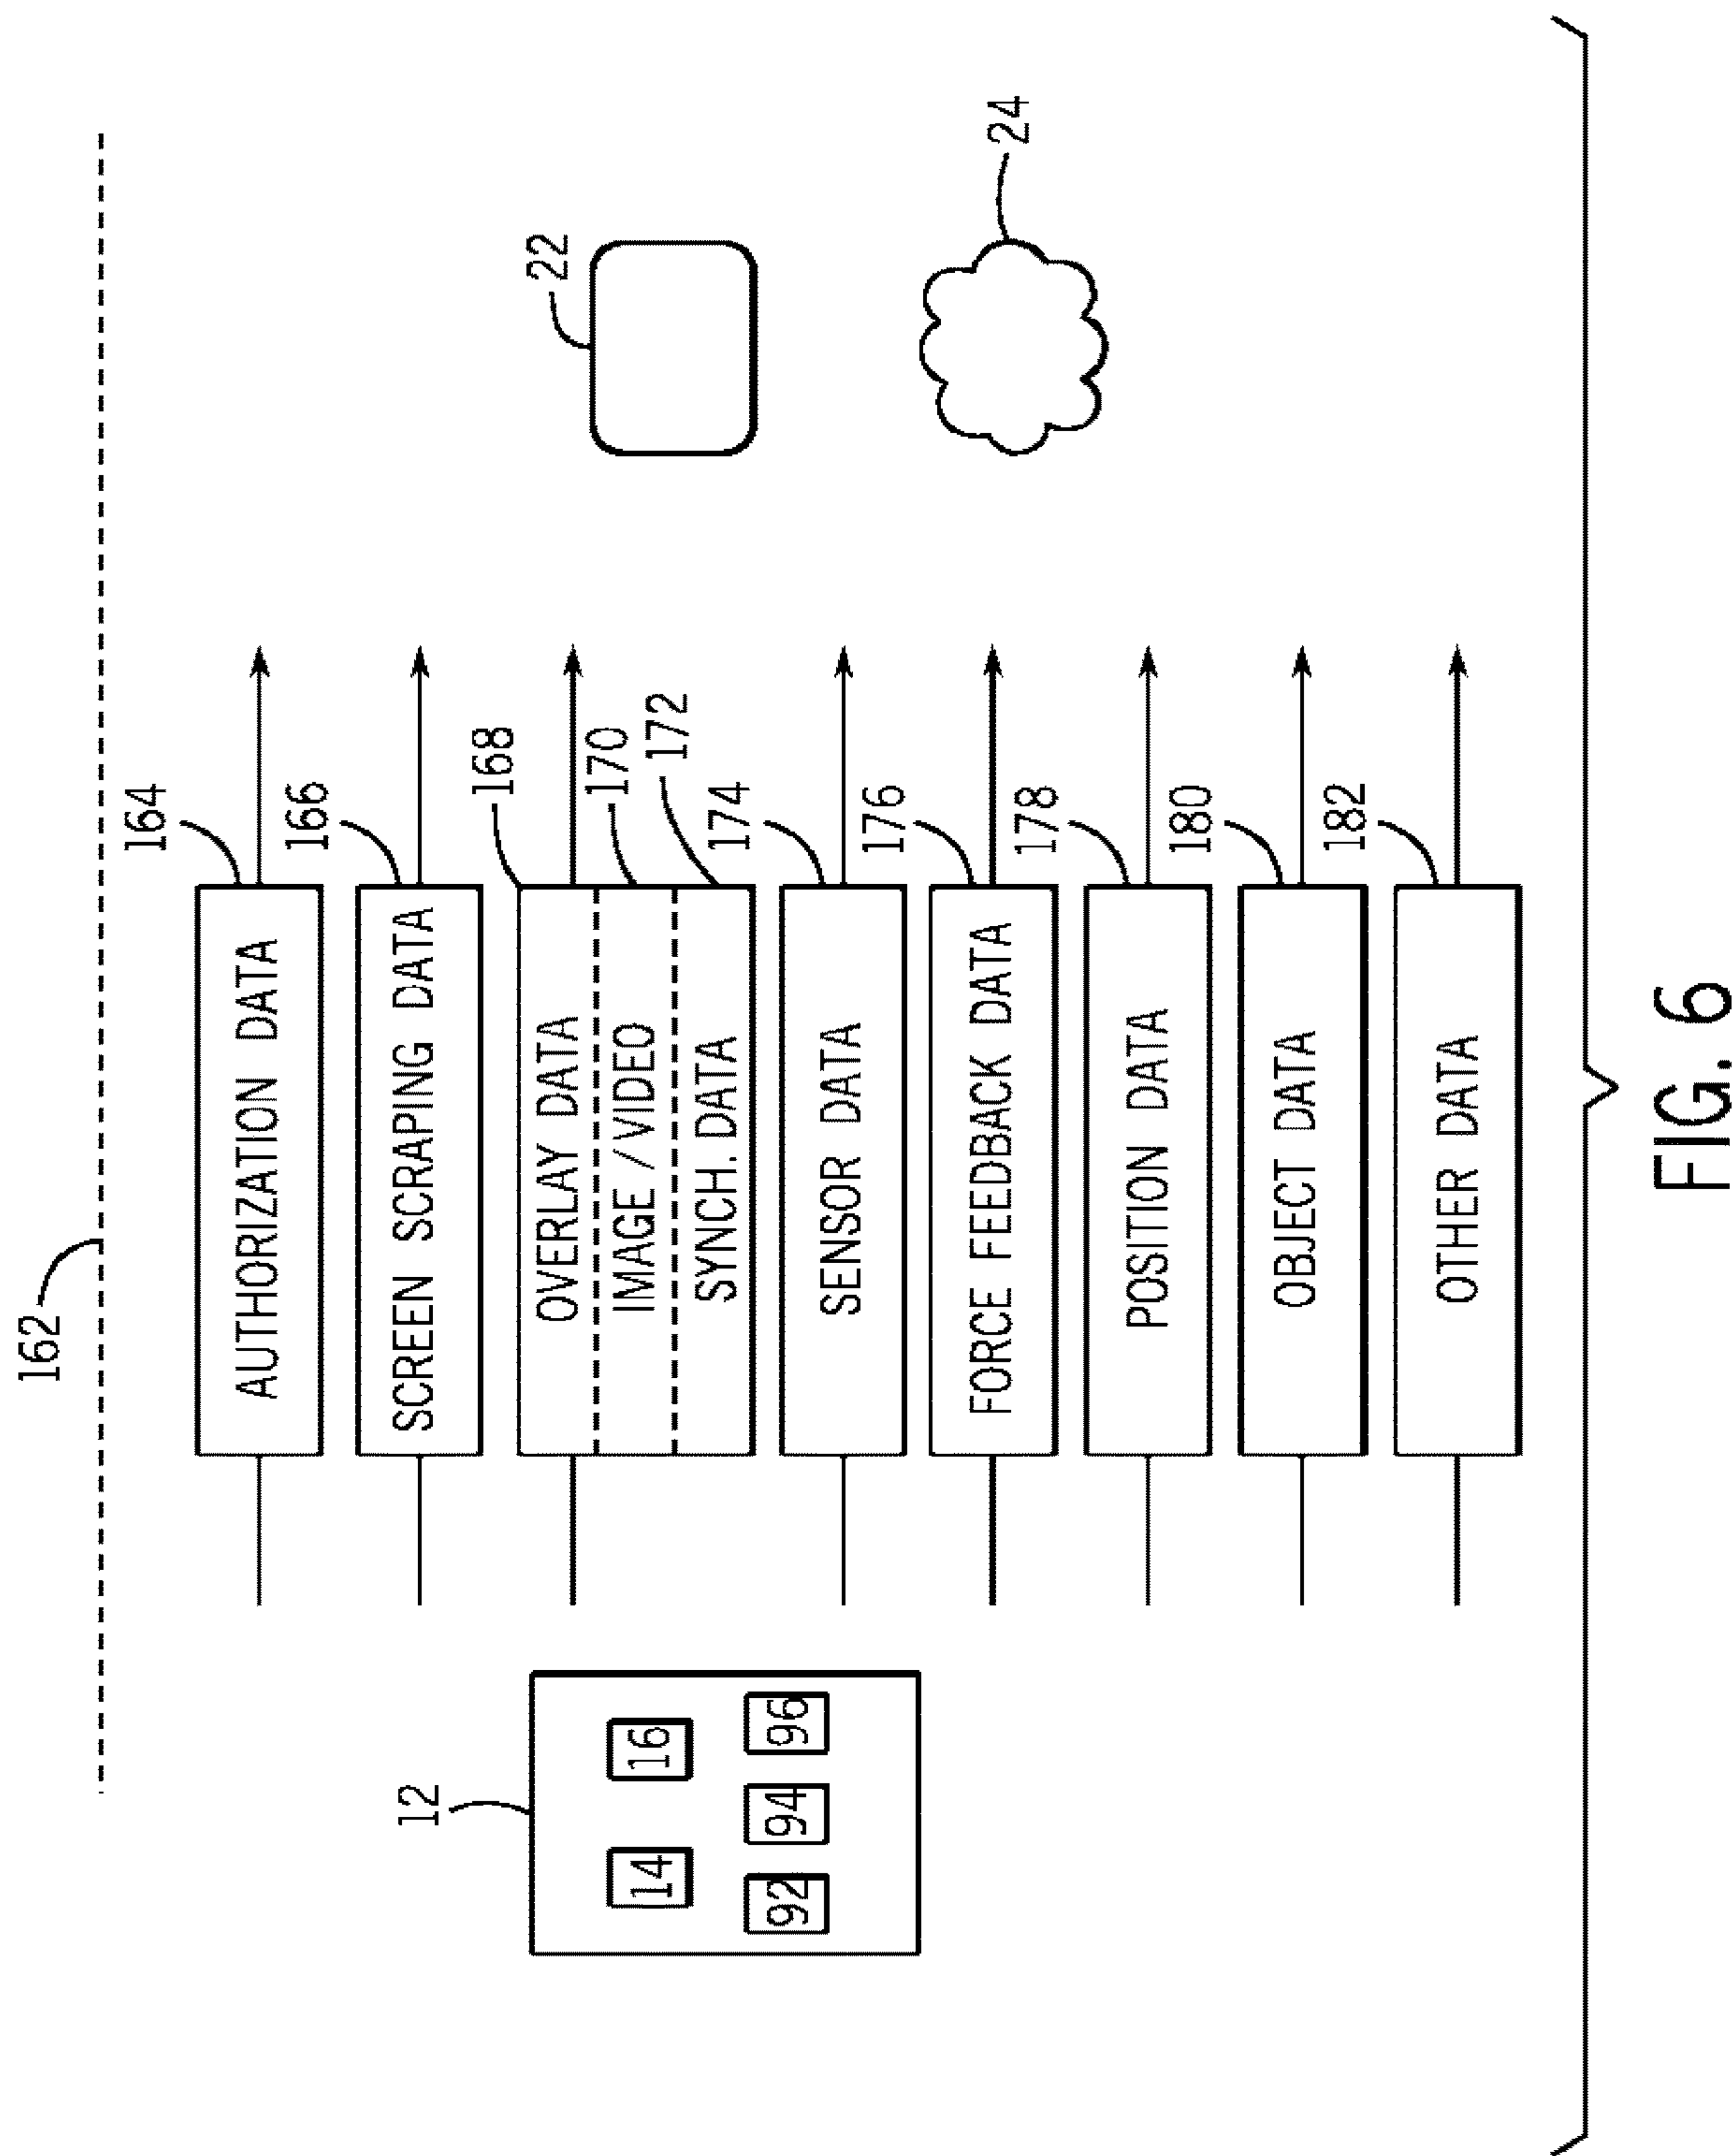 162
164
AUTHORIZATION DATA
166
SCREEN SCRAPING DATA
12
14 16
92 94 96
168
OVERLAY DATA
170
IMAGE / VIDEO
172
SYNCH. DATA
22
174
SENSOR DATA
176
FORCE FEEDBACK DATA
24
178
POSITION DATA
180
OBJECT DATA
182
OTHER DATA
FIG. 6